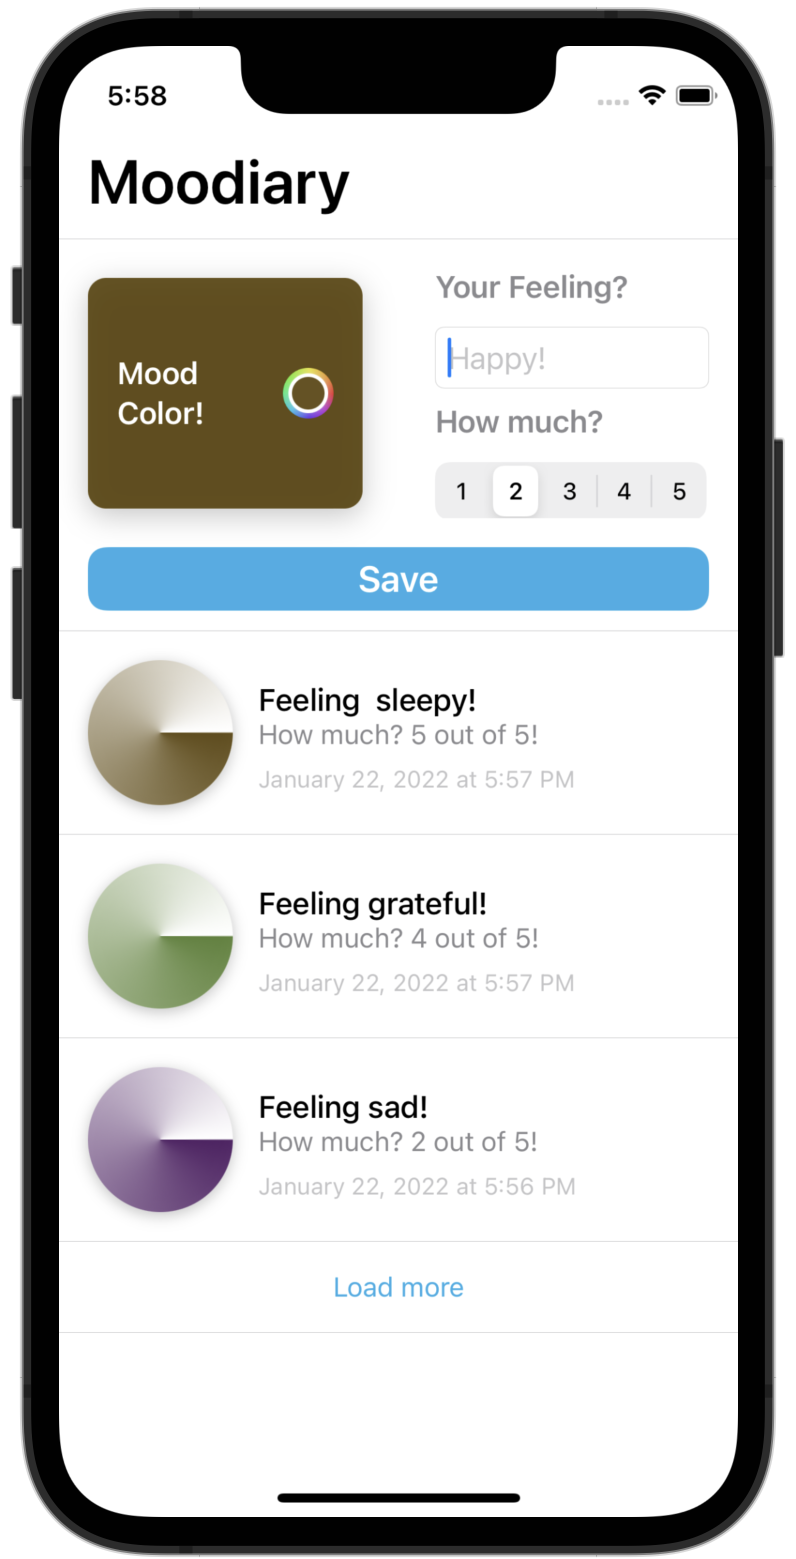 5:58
Moodiary
Mood
Color!
Your Feeling?
Happy!
How much?
1 2 3 4 5
Save
Feeling  sleepy!
How much? 5 out of 5!
January 22, 2022 at 5:57 PM
Feeling grateful!
How much? 4 out of 5!
January 22, 2022 at 5:57 PM
Feeling sad!
How much? 2 out of 5!
January 22, 2022 at 5:56 PM
Load more